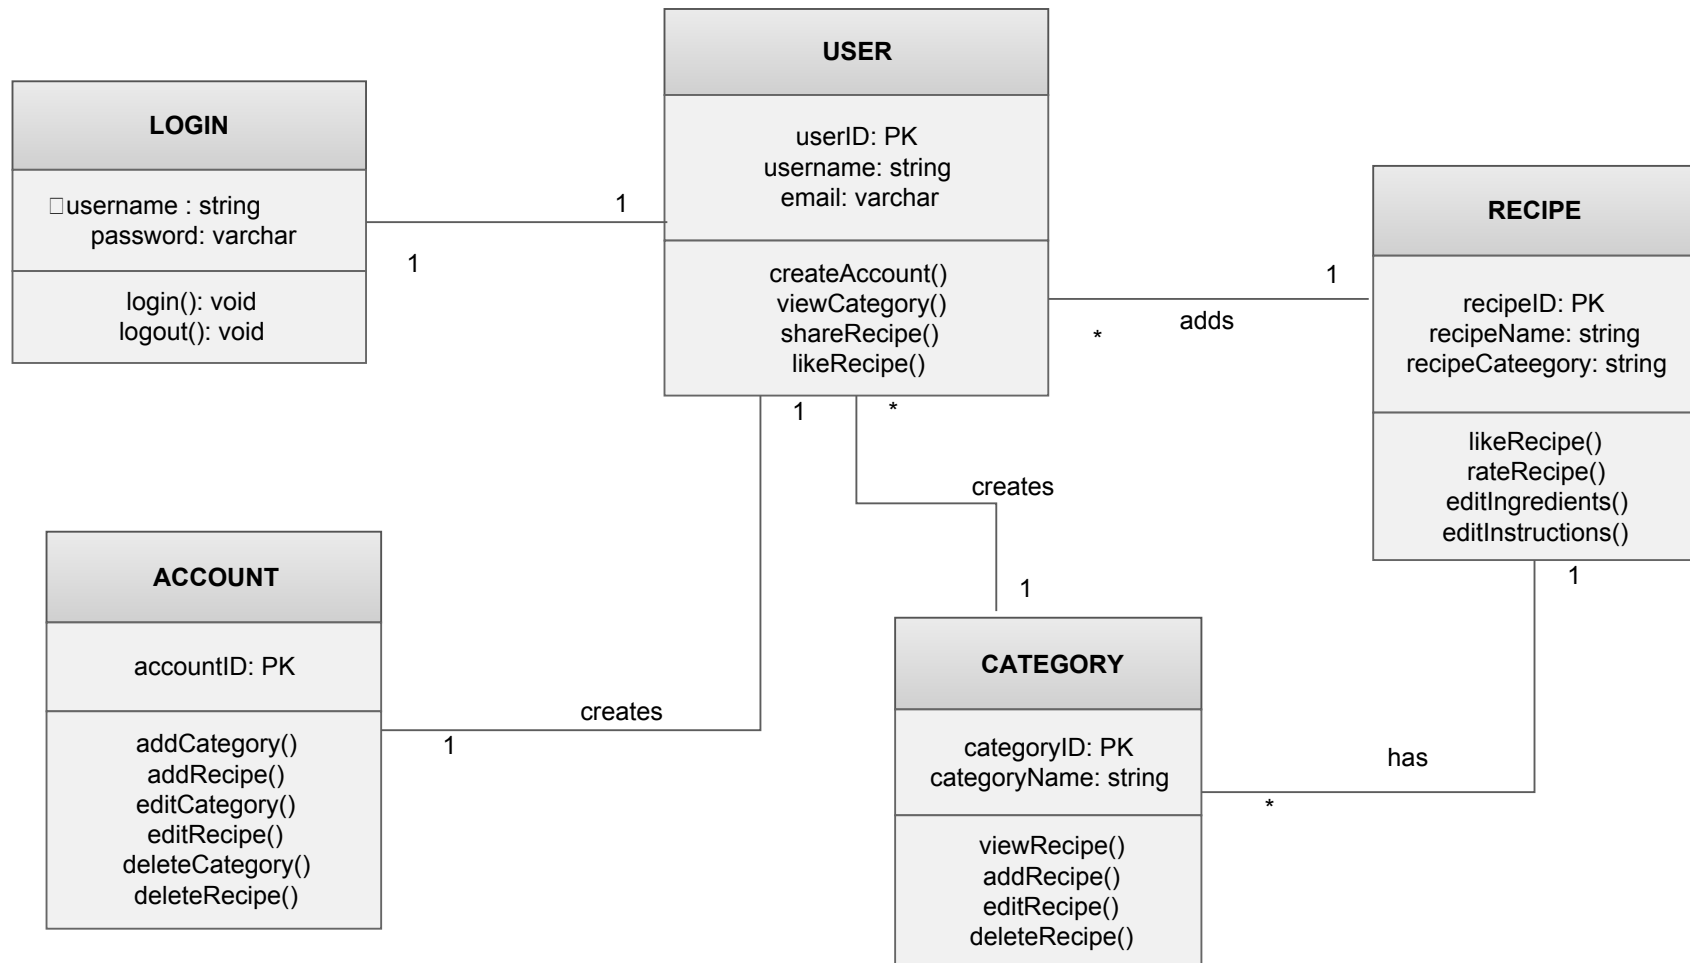 USER
userID: PK
username: string
email: varchar
createAccount()
viewCategory()
shareRecipe()
likeRecipe()
LOGIN
username : string
password: varchar
login(): void
logout(): void
1
1
RECIPE
recipeID: PK
recipeName: string
recipeCateegory: string
likeRecipe()
rateRecipe()
editIngredients()
editInstructions()
1
adds
*
1
*
creates
1
1
ACCOUNT
accountID: PK
addCategory()
addRecipe()
editCategory()
editRecipe()
deleteCategory()
deleteRecipe()
creates
1
CATEGORY
categoryID: PK
categoryName: string
viewRecipe()
addRecipe()
editRecipe()
deleteRecipe()
has
*